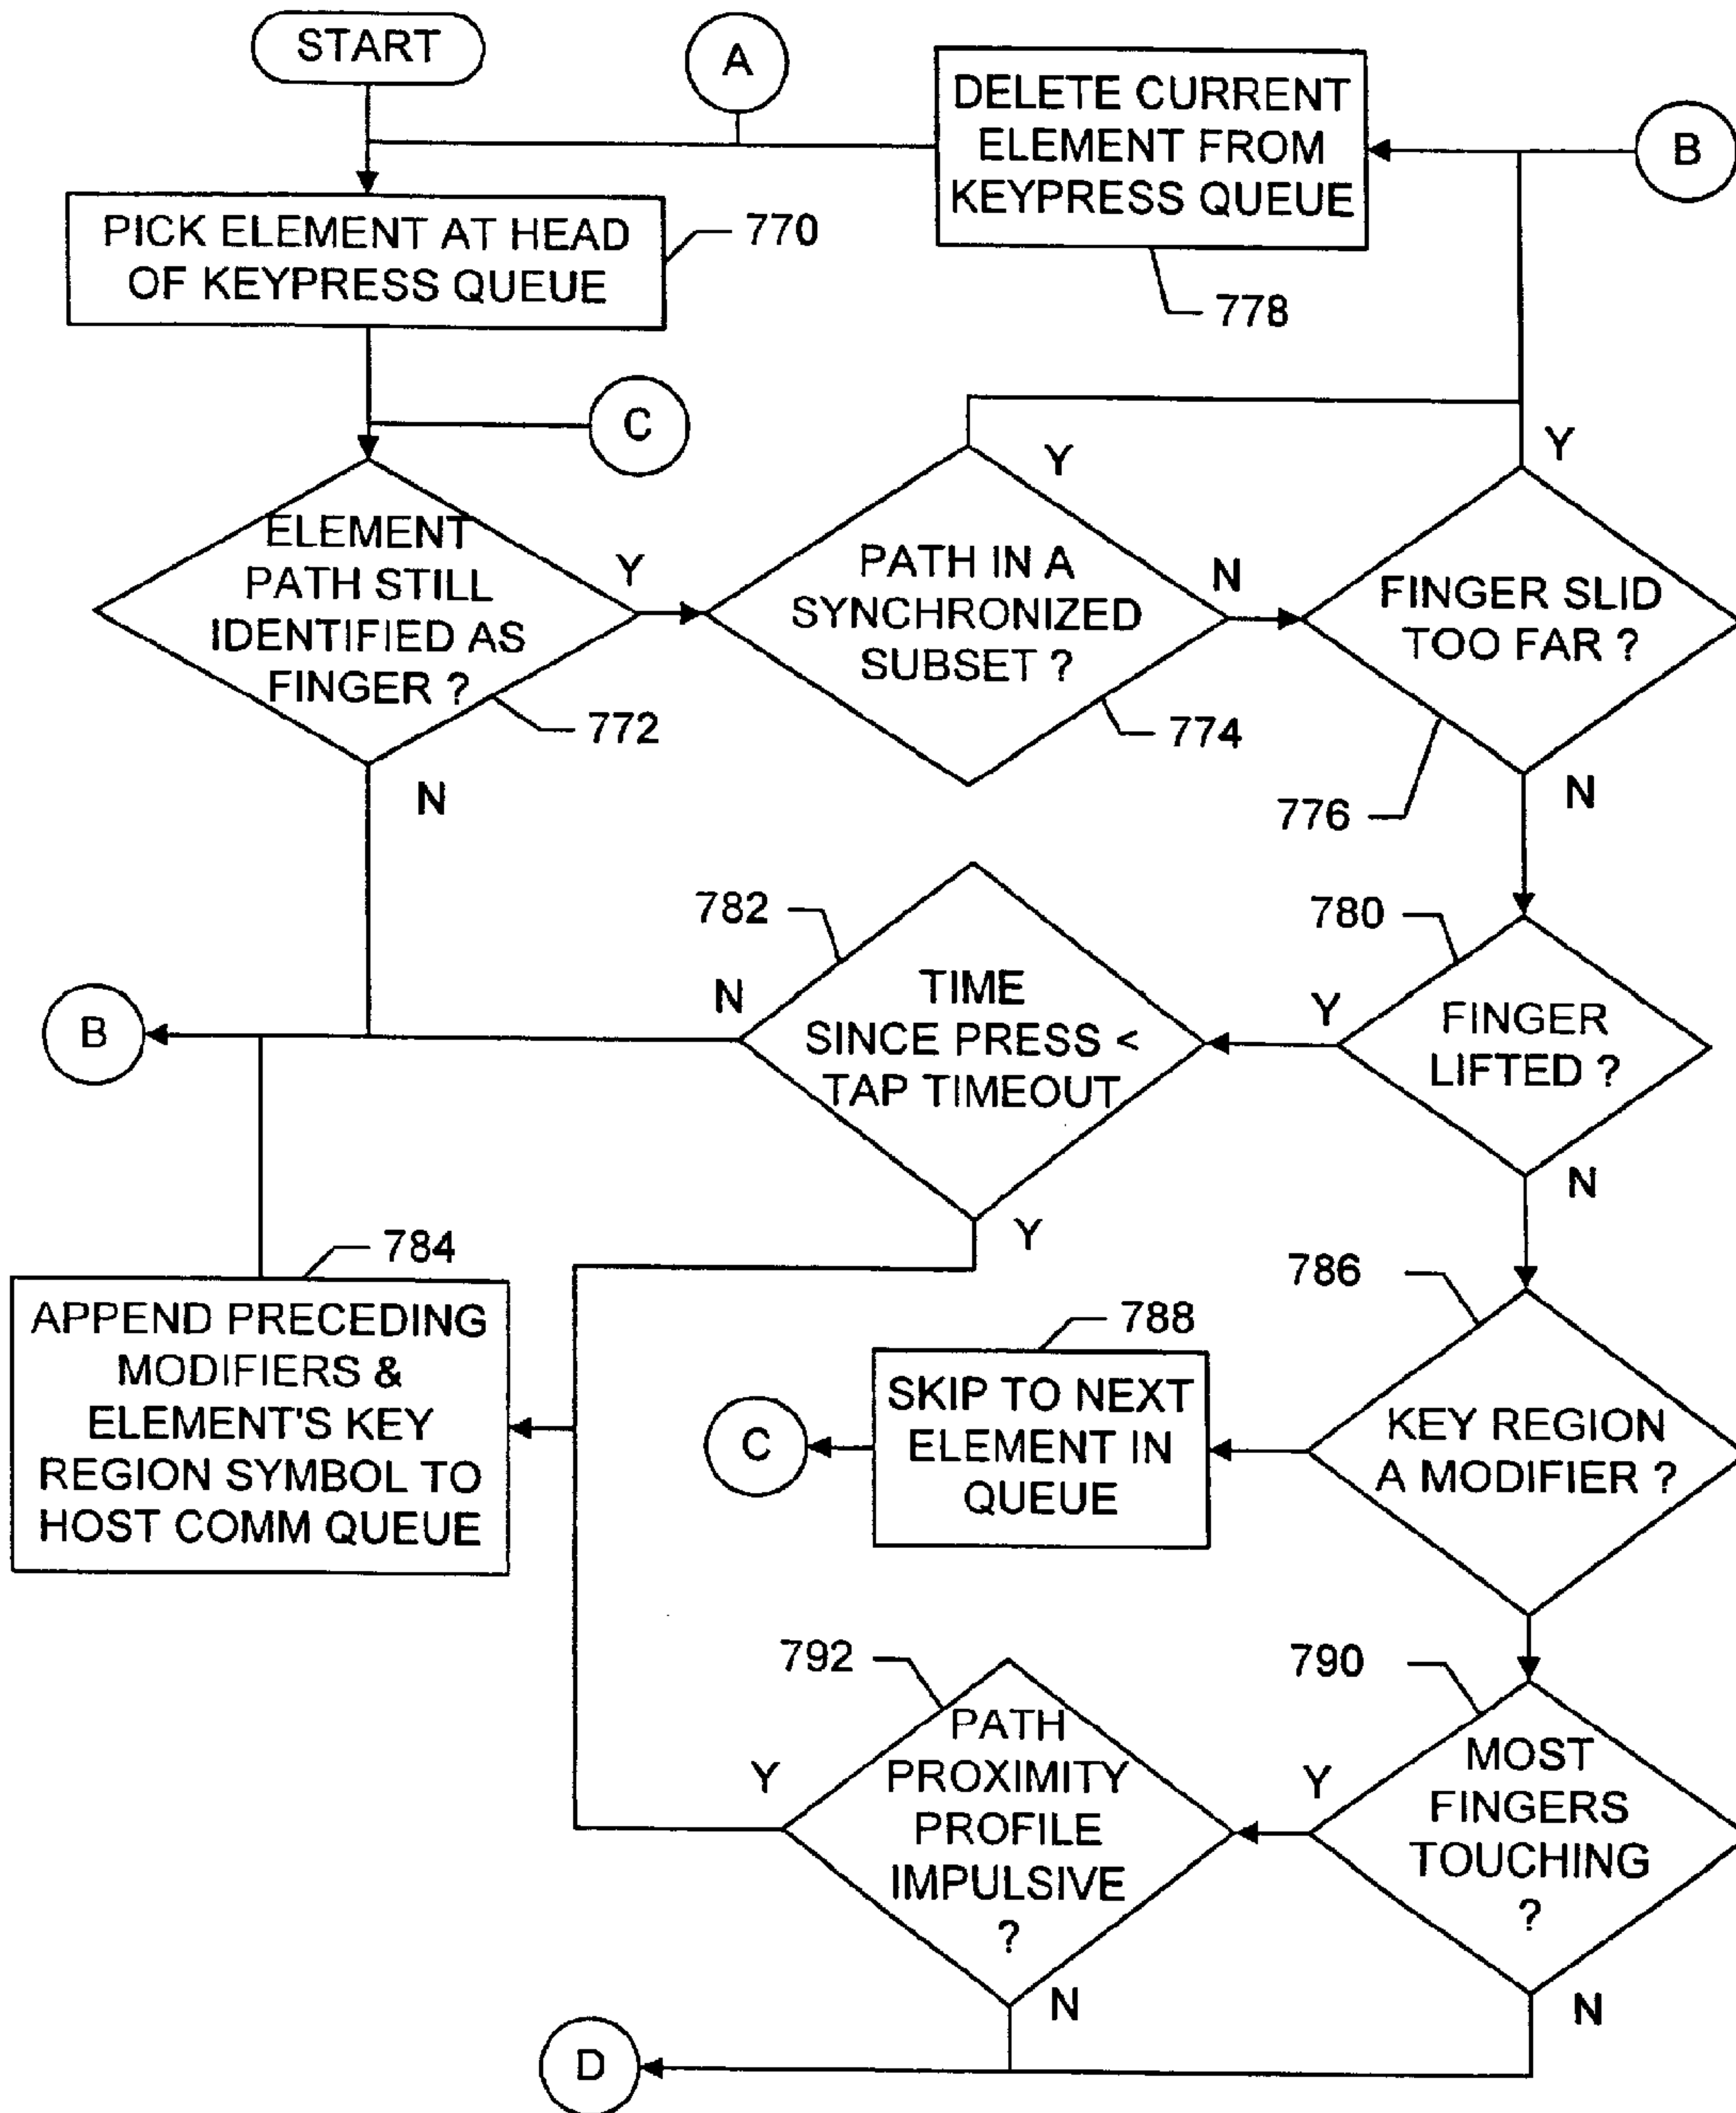 START
A
DELETE CURRENT
ELEMENT FROM
KEYPRESS QUEUE
B
778
PICK ELEMENT AT HEAD
OF KEYPRESS QUEUE
770
C
ELEMENT
PATH STILL
IDENTIFIED AS
FINGER ?
772
Y
N
PATH IN A
SYNCHRONIZED
SUBSET ?
774
Y
N
FINGER SLID
TOO FAR ?
776
Y
N
B
782
TIME
SINCE PRESS <
TAP TIMEOUT
N
Y
780
FINGER
LIFTED ?
Y
N
784
APPEND PRECEDING
MODIFIERS &
ELEMENT'S KEY
REGION SYMBOL TO
HOST COMM QUEUE
C
788
SKIP TO NEXT
ELEMENT IN
QUEUE
786
KEY REGION
A MODIFIER ?
792
PATH
PROXIMITY
PROFILE
IMPULSIVE
?
Y
N
790
MOST
FINGERS
TOUCHING
?
Y
N
D